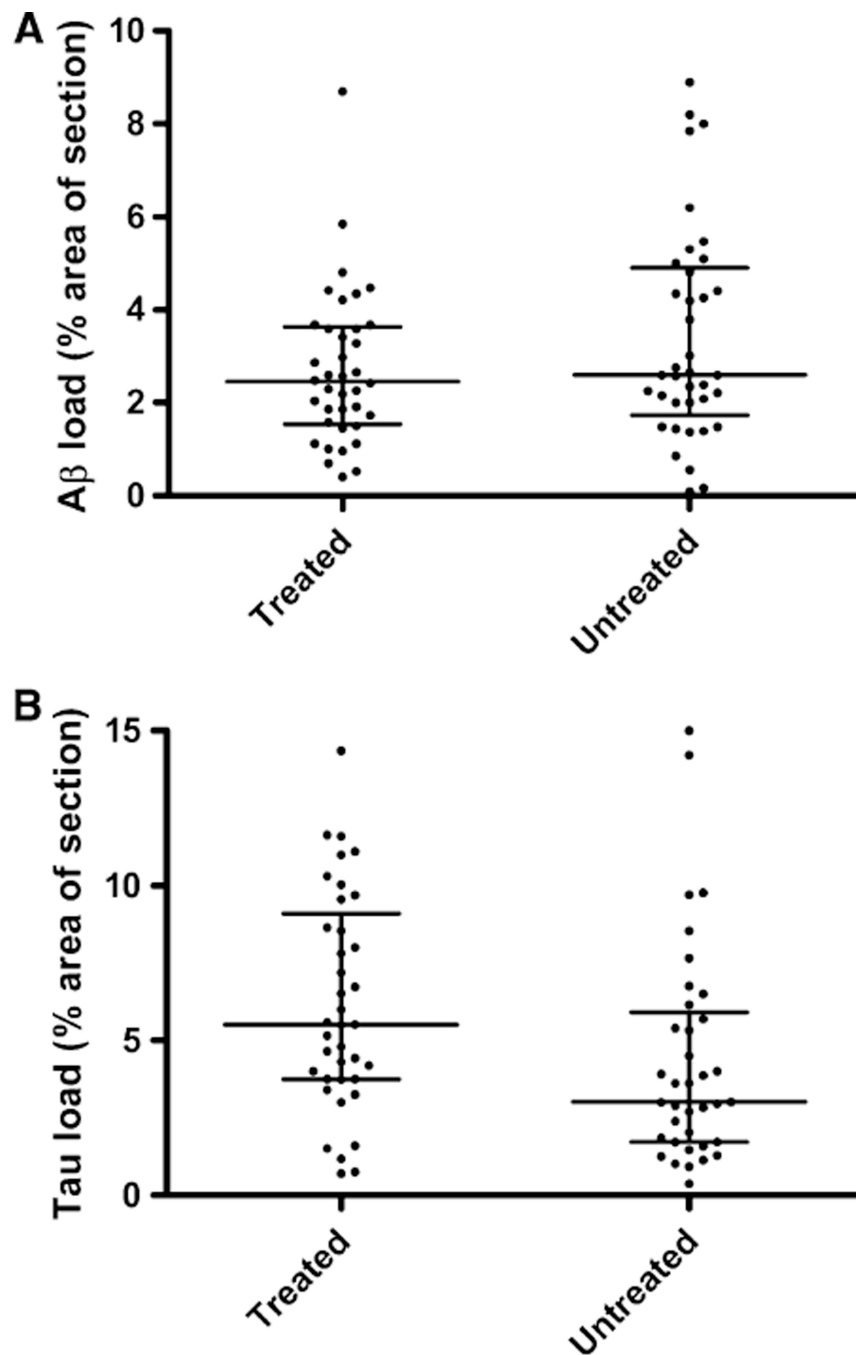 A
Aβ load (% area of section)
10
8
6
4
2
0
Treated
Untreated
B
Tau load (% area of section)
15
10
5
0
Treated
Untreated